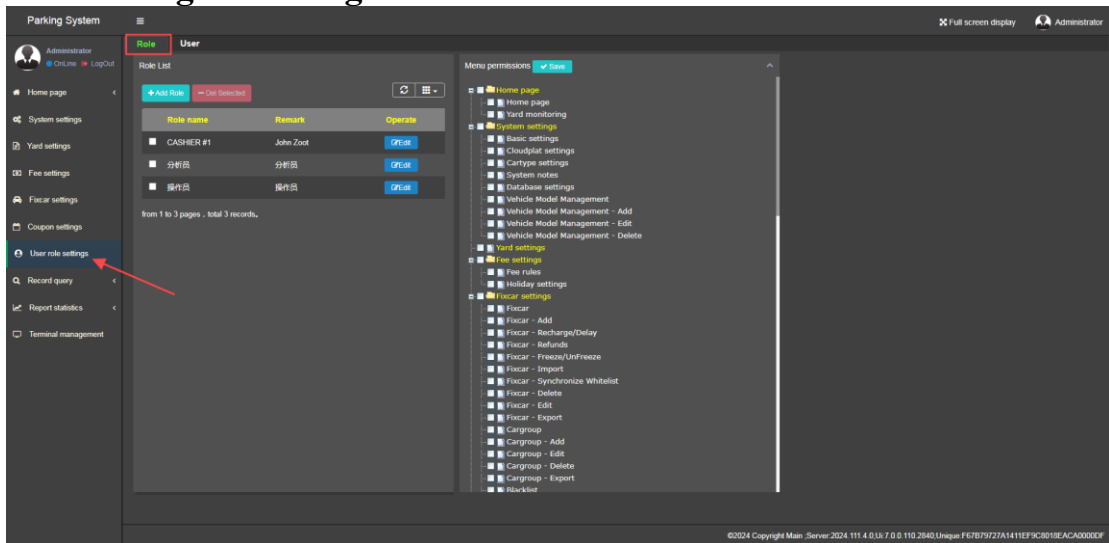 Parking System
Full screen display
Administrator
Administrator
OnLine LogOut
Home page
System settings
Yard settings
Fee settings
Fixcar settings
Coupon settings
User role settings
Record query
Report statistics
Terminal management
Role User
Role List
Add Role
Del Selected
Role name Remark Operate
CASHIER #1 John Zoot Edit
分析员 分析员 Edit
操作员 操作员 Edit
from 1 to 3 pages . total 3 records.
Menu permissions Save
Home page
Home page
Yard monitoring
System settings
Basic settings
Cloudplat settings
Cartype settings
System notes
Database settings
Vehicle Model Management
Vehicle Model Management - Add
Vehicle Model Management - Edit
Vehicle Model Management - Delete
Yard settings
Fee settings
Fee rules
Holiday settings
Fixcar settings
Fixcar
Fixcar - Add
Fixcar - Recharge/Delay
Fixcar - Refunds
Fixcar - Freeze/UnFreeze
Fixcar - Import
Fixcar - Synchronize Whitelist
Fixcar - Delete
Fixcar - Edit
Fixcar - Export
Cargroup
Cargroup - Add
Cargroup - Edit
Cargroup - Delete
Cargroup - Export
Blacklist
©2024 Copyright Main ;Server:2024.111.4.0;Ui:7.0.0.110.2840;Unique:F67B79727A1411EF9C8018EACA0000DF